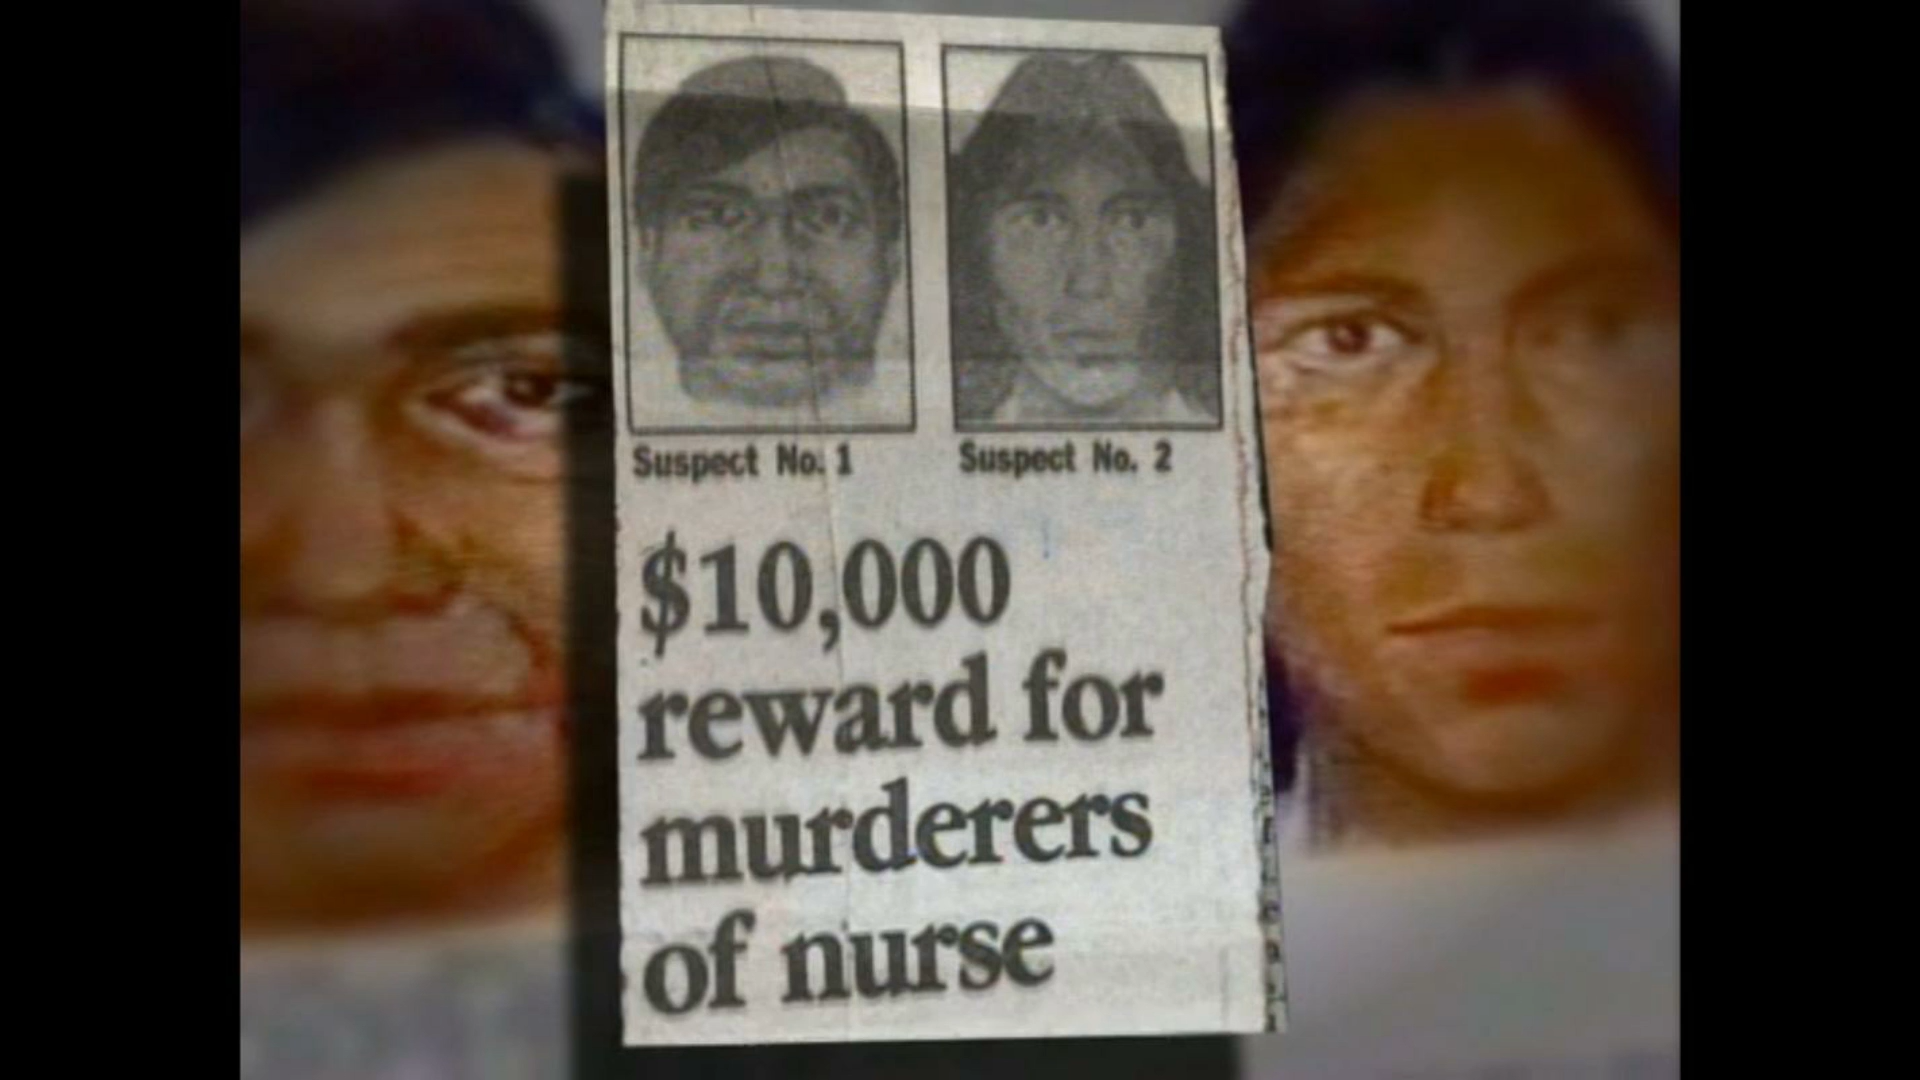 Suspect No. 1 Suspect No. 2
$10,000
reward for
murderers
of nurse